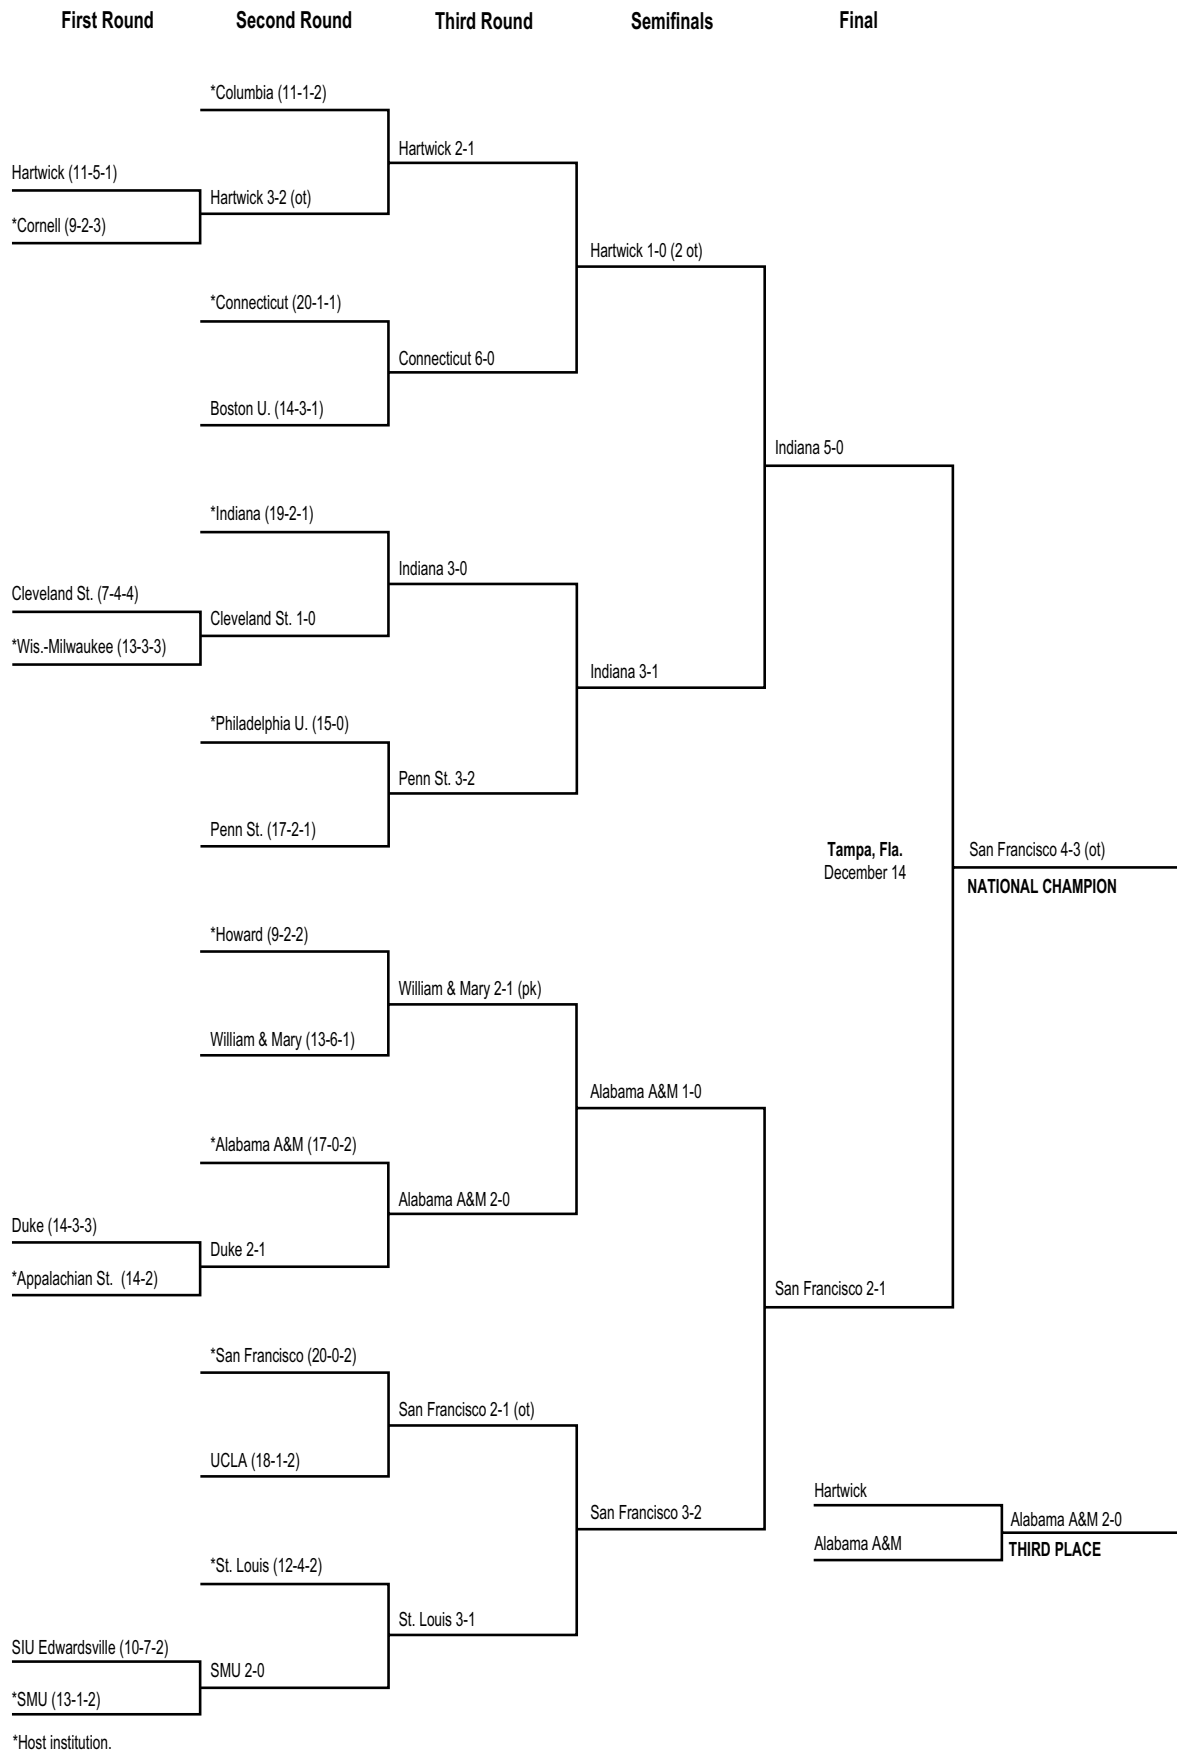 First Round
Second Round
Third Round
Semifinals
Final
*Columbia (11-1-2)
Hartwick 2-1
Hartwick (11-5-1)
Hartwick 3-2 (ot)
*Cornell (9-2-3)
Hartwick 1-0 (2 ot)
*Connecticut (20-1-1)
Connecticut 6-0
Boston U. (14-3-1)
Indiana 5-0
*Indiana (19-2-1)
Indiana 3-0
Cleveland St. (7-4-4)
Cleveland St. 1-0
*Wis.-Milwaukee (13-3-3)
Indiana 3-1
*Philadelphia U. (15-0)
Penn St. 3-2
Penn St. (17-2-1)
Tampa, Fla.
December 14
San Francisco 4-3 (ot)
NATIONAL CHAMPION
*Howard (9-2-2)
William & Mary 2-1 (pk)
William & Mary (13-6-1)
Alabama A&M 1-0
*Alabama A&M (17-0-2)
Alabama A&M 2-0
Duke (14-3-3)
Duke 2-1
*Appalachian St.  (14-2)
San Francisco 2-1
*San Francisco (20-0-2)
San Francisco 2-1 (ot)
UCLA (18-1-2)
San Francisco 3-2
Hartwick
Alabama A&M 2-0
Alabama A&M
THIRD PLACE
*St. Louis (12-4-2)
St. Louis 3-1
SIU Edwardsville (10-7-2)
SMU 2-0
*SMU (13-1-2)
*Host institution.